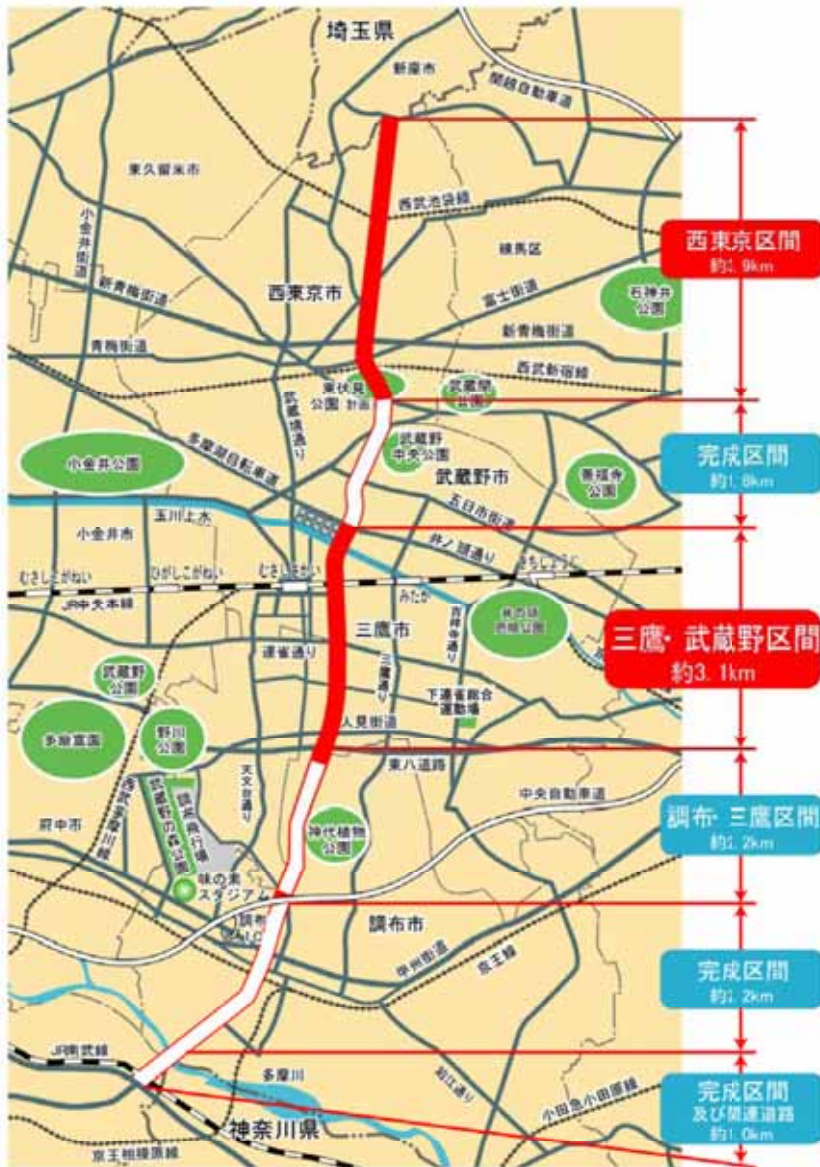 埼玉県
新座市
関越自動車道
東久留米市
小金井街道
西武池袋線
練馬区
西東京区間
新青梅街道
西東京市
富士街道
石神井
公園
青梅街道
新青梅街道
西武新宿線
東伏見
公園 計画
武蔵境通り
多摩湖自転車道
武蔵野
中央公園
武蔵野市
善福寺
公園
完成区間
小金井公園
玉川上水
五日市街道
井ノ頭通り
小金井市
むさしこがねい
ひがしこがねい
むさしさかい
みたか
きちじょうじ
JR中央本線
三鷹市
吉祥寺通り
三鷹・武蔵野区間
約3.1km
連雀通り
三鷹通り
武蔵野
公園
下連雀総合
運動場
人見街道
多磨霊園
野川
公園
東八道路
天文台通り
中央自動車道
調布・三鷹区間
府中市
西武多摩川線
武蔵野の森公園
調布飛行場
神代植物
公園
味の素
スタジアム
調布
調布市
甲州街道
京王線
完成区間
JR南武線
多摩川
狛江通り
小田急小田原線
完成区間
及び関連道路
約1.0km
神奈川県
京王相模原線